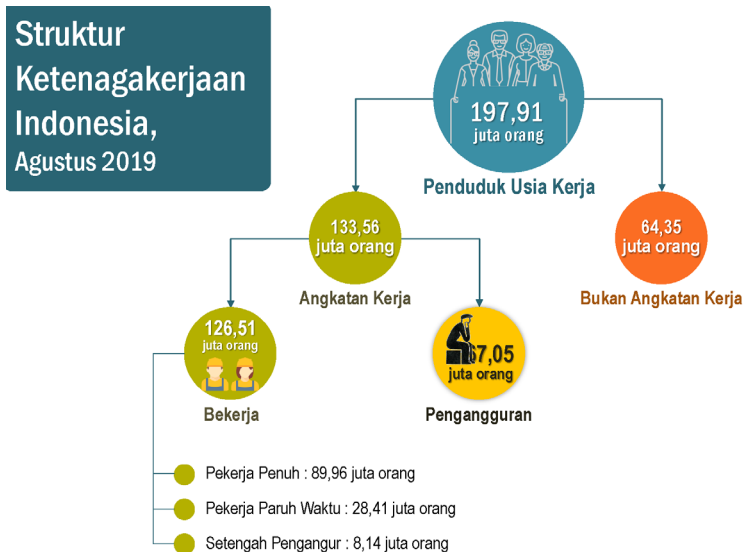 Struktur
Ketenagakerjaan
Indonesia,
Agustus 2019
197,91
juta orang
Penduduk Usia Kerja
133,56
juta orang
Angkatan Kerja
64,35
juta orang
Bukan Angkatan Kerja
126,51
juta orang
Bekerja
7,05
juta orang
Pengangguran
Pekerja Penuh : 89,96 juta orang
Pekerja Paruh Waktu : 28,41 juta orang
Setengah Pengangur : 8,14 juta orang